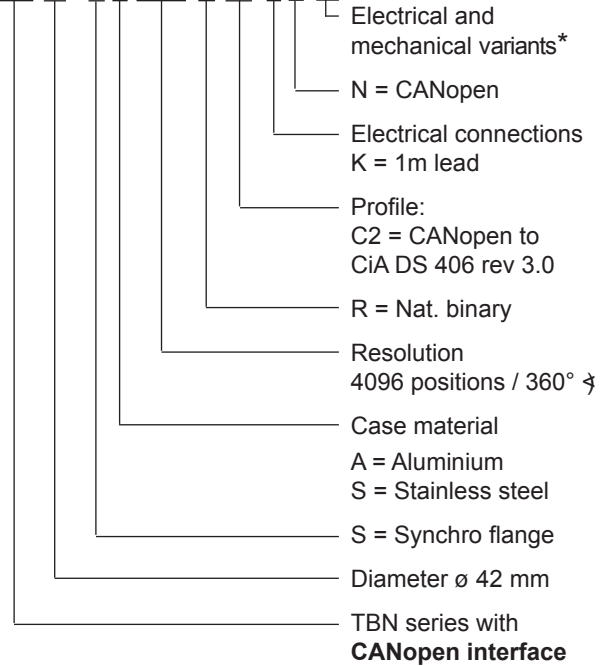 Electrical and
mechanical variants*
N = CANopen
Electrical connections
K = 1m lead
Profile:
C2 = CANopen to
CiA DS 406 rev 3.0
R = Nat. binary
Resolution
4096 positions / 360° ∢
Case material
A = Aluminium
S = Stainless steel
S = Synchro flange
Diameter ø 42 mm
TBN series with
CANopen interface